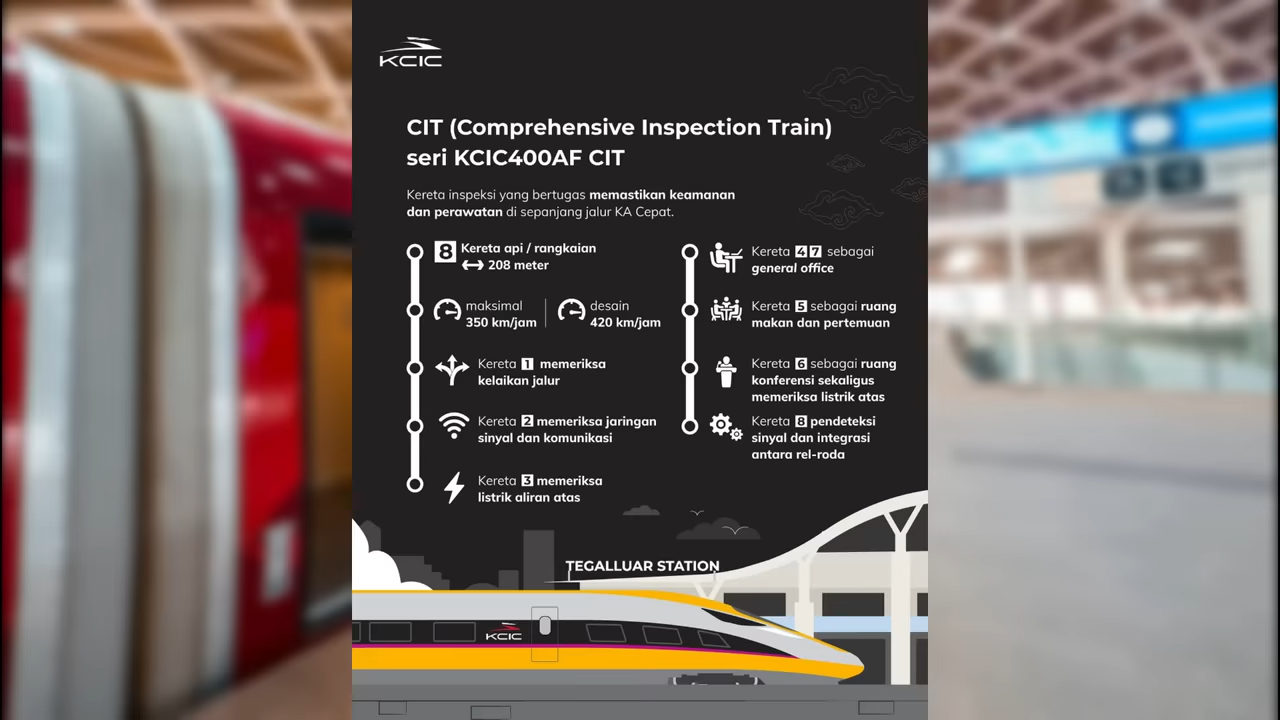 KCIC
CIT (Comprehensive Inspection Train)
seri KCIC400AF CIT
Kereta inspeksi yang bertugas memastikan keamanan
dan perawatan di sepanjang jalur KA Cepat.
8 Kereta api / rangkaian
208 meter
maksimal
350 km/jam
desain
420 km/jam
Kereta 1 memeriksa
kelaikan jalur
Kereta 2 memeriksa jaringan
sinyal dan komunikasi
Kereta 3 memeriksa
listrik aliran atas
Kereta 4 7 sebagai
general office
Kereta 5 sebagai ruang
makan dan pertemuan
Kereta 6 sebagai ruang
konferensi sekaligus
memeriksa listrik atas
Kereta 8 pendeteksi
sinyal dan integrasi
antara rel-roda
TEGALLUAR STATION
KCIC